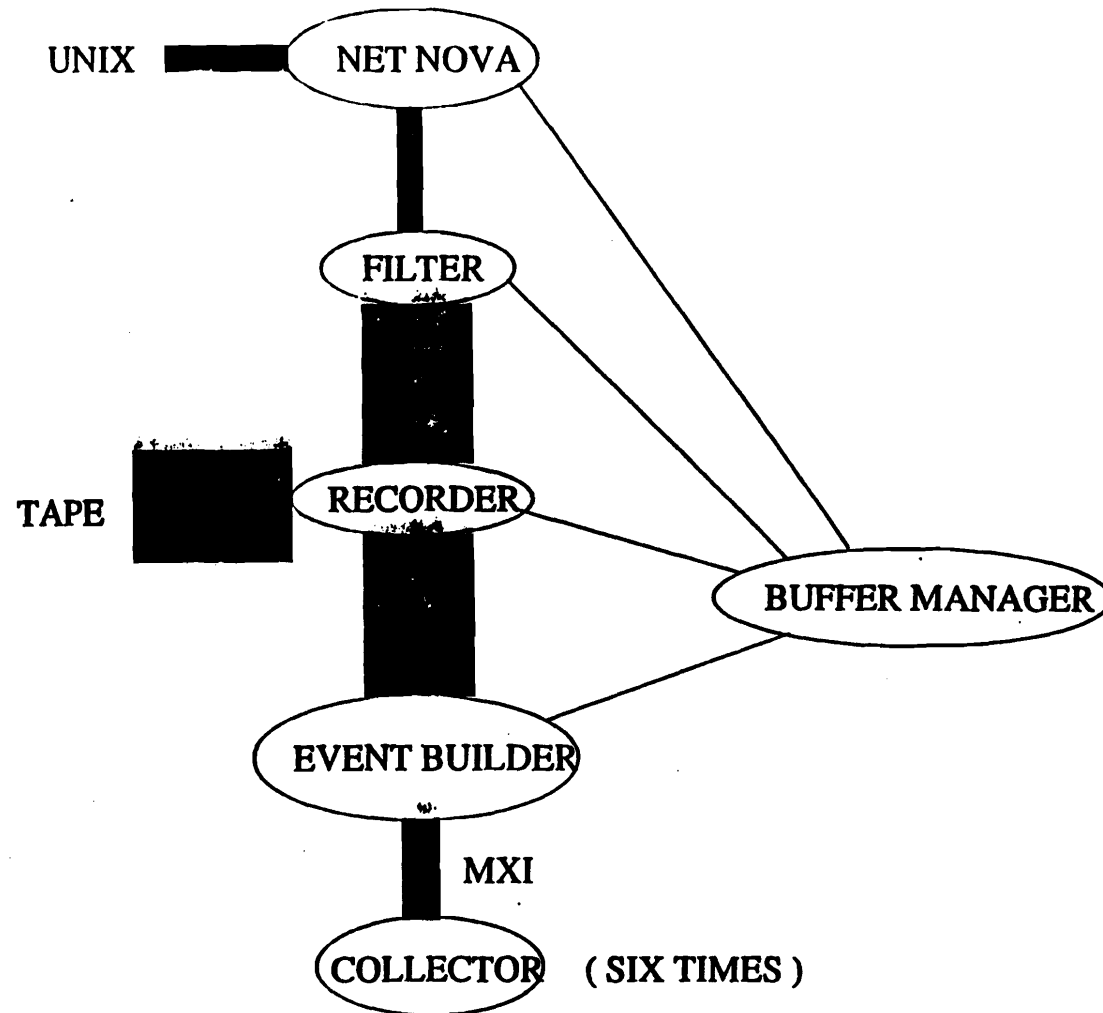 UNIX
NET NOVA
FILTER
TAPE
RECORDER
BUFFER MANAGER
EVENT BUILDER
MXI
COLLECTOR
( SIX TIMES )